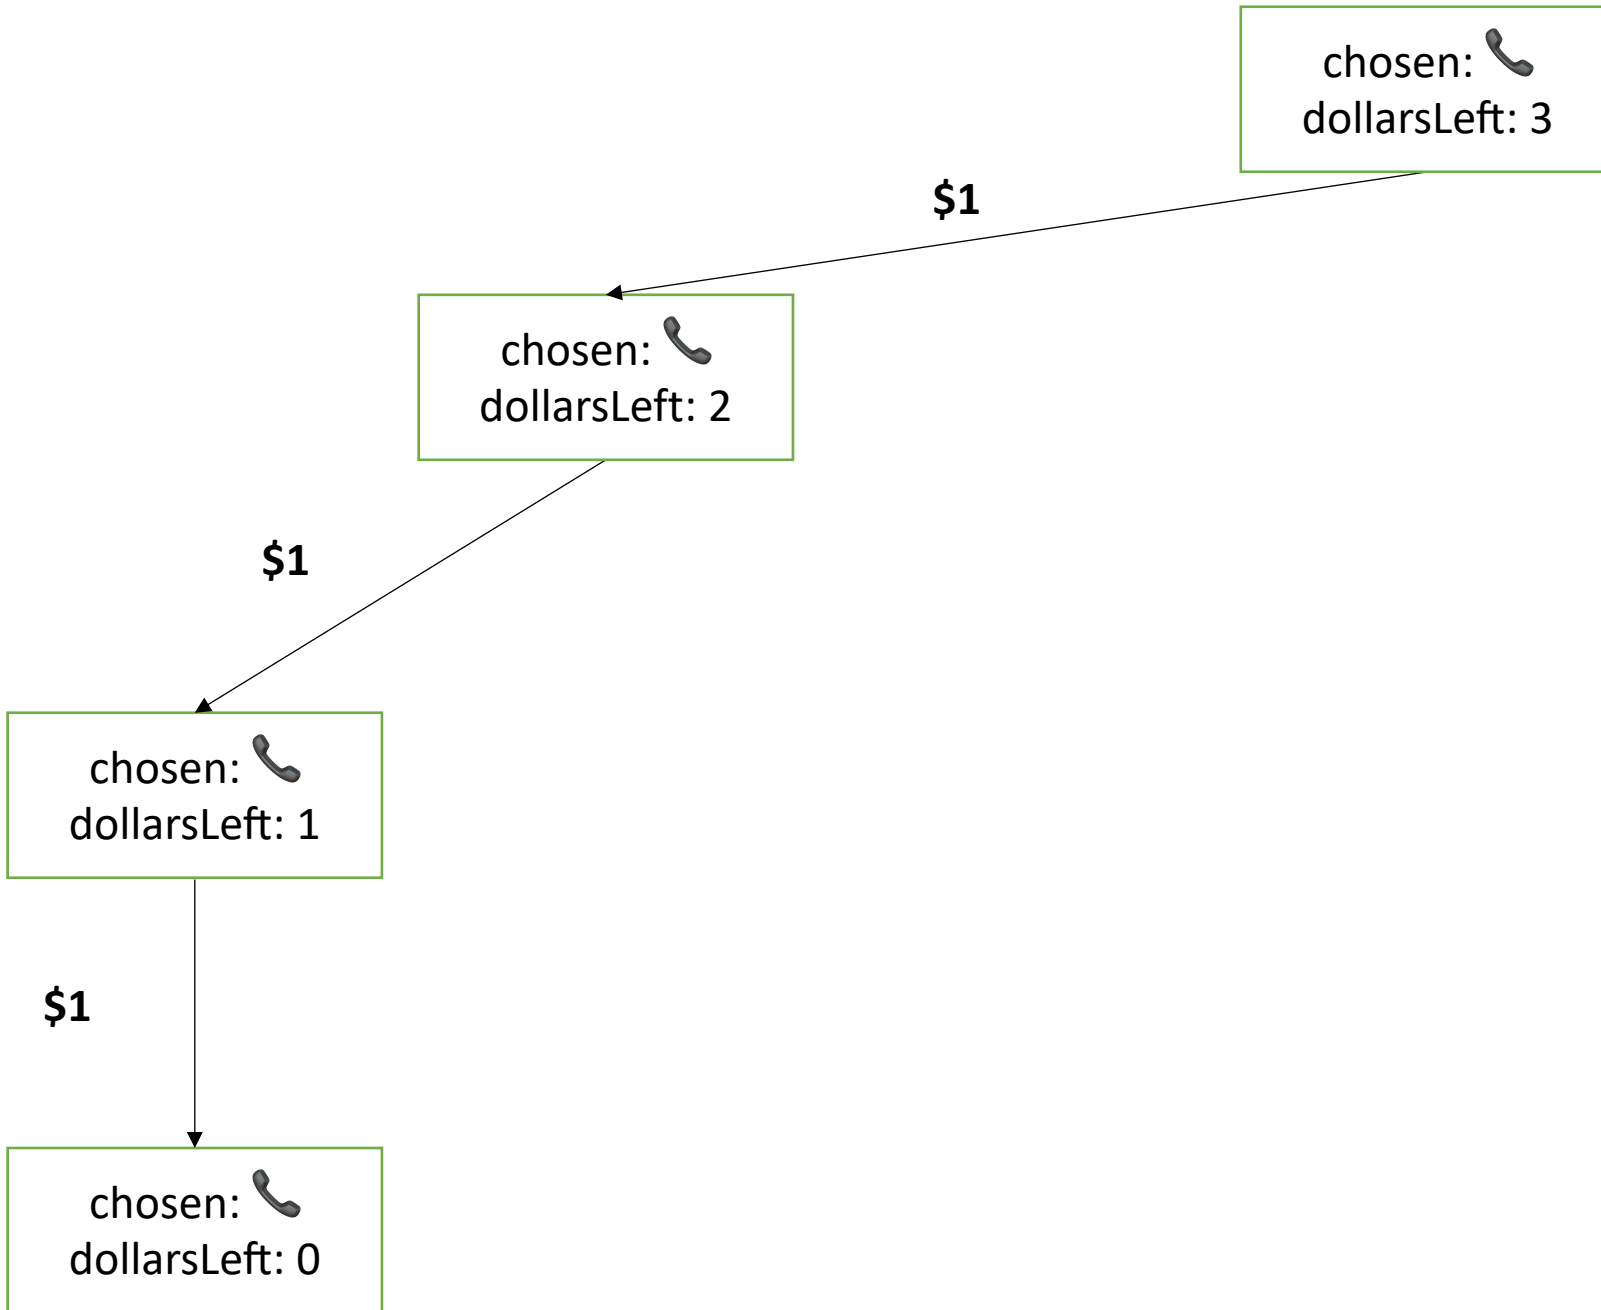 chosen: 📞
dollarsLeft: 3
$1
chosen: 📞
dollarsLeft: 2
$1
chosen: 📞
dollarsLeft: 1
$1
chosen: 📞
dollarsLeft: 0